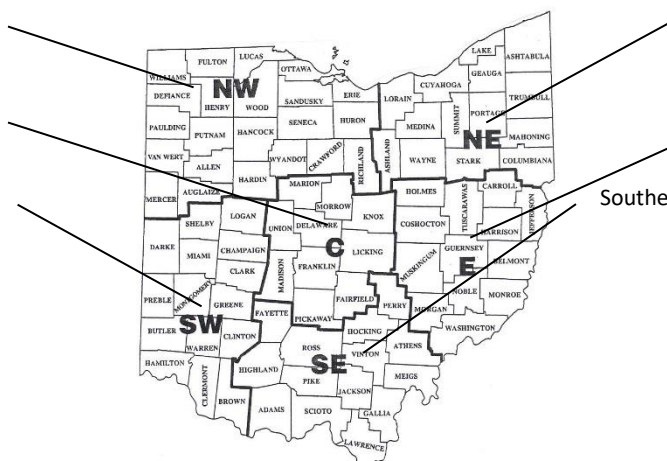 LAKE
ASHTABULA
LUCAS
FULTON
WILLIAMS
OTTAWA
GEAUGA
CUYAHOGA
DEFIANCE
NW
HENRY
WOOD
SANDUSKY
ERIE
LORAIN
TRUMBULL
SUMMIT
PORTAGE
PAULDING
PUTNAM
SENECA
HURON
MEDINA
NE
MAHONING
HANCOCK
VAN WERT
ALLEN
WYANDOT
CRAWFORD
RICHLAND
ASHLAND
WAYNE
STARK
COLUMBIANA
HARDIN
MERCER
AUGLAIZE
MARION
HOLMES
CARROLL
TUSCARAWAS
JEFFERSON
Southe
MORROW
KNOX
LOGAN
SHELBY
UNION
DELAWARE
COSHOCTON
HARRISON
DARKE
C
CHAMPAIGN
MIAMI
LICKING
GUERNSEY
BELMONT
MADISON
FRANKLIN
MUSKINGUM
E
CLARK
MONTGOMERY
PREBLE
GREENE
FAIRFIELD
PERRY
NOBLE
MONROE
MORGAN
FAYETTE
PICKAWAY
SW
BUTLER
CLINTON
WARREN
HOCKING
WASHINGTON
ROSS
ATHENS
VINTON
SE
HAMILTON
HIGHLAND
PIKE
MEIGS
CLERMONT
BROWN
JACKSON
ADAMS
SCIOTO
GALLIA
LAWRENCE